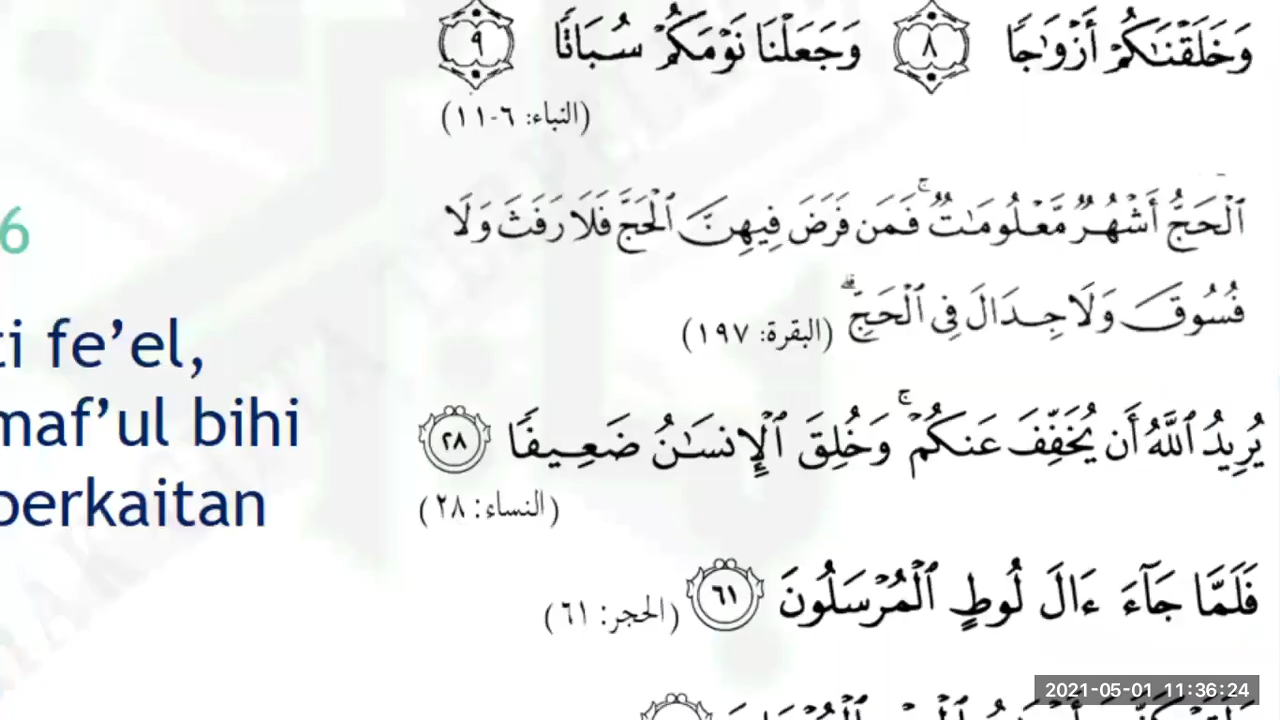 وَخَلَقْنَٰكُمْ أَزْوَٰجًا ٨ وَجَعَلْنَا نَوْمَكُمْ سُبَاتًا ٩
(النباء: ٦-١١)
ٱلْحَجُّ أَشْهُرٌ مَّعْلُومَٰتٌ ۚ فَمَن فَرَضَ فِيهِنَّ ٱلْحَجَّ فَلَا رَفَثَ وَلَا
فُسُوقَ وَلَا جِدَالَ فِى ٱلْحَجِّ ۗ (البقرة: ١٩٧)
6
ti fe’el,
maf’ul bihi
berkaitan
يُرِيدُ ٱللَّهُ أَن يُخَفِّفَ عَنكُمْ ۚ وَخُلِقَ ٱلْإِنسَٰنُ ضَعِيفًا ٢٨
(النساء: ٢٨)
فَلَمَّا جَآءَ ءَالَ لُوطٍ ٱلْمُرْسَلُونَ ٦١ (الحجر: ٦١)
2021-05-01 11:36:24